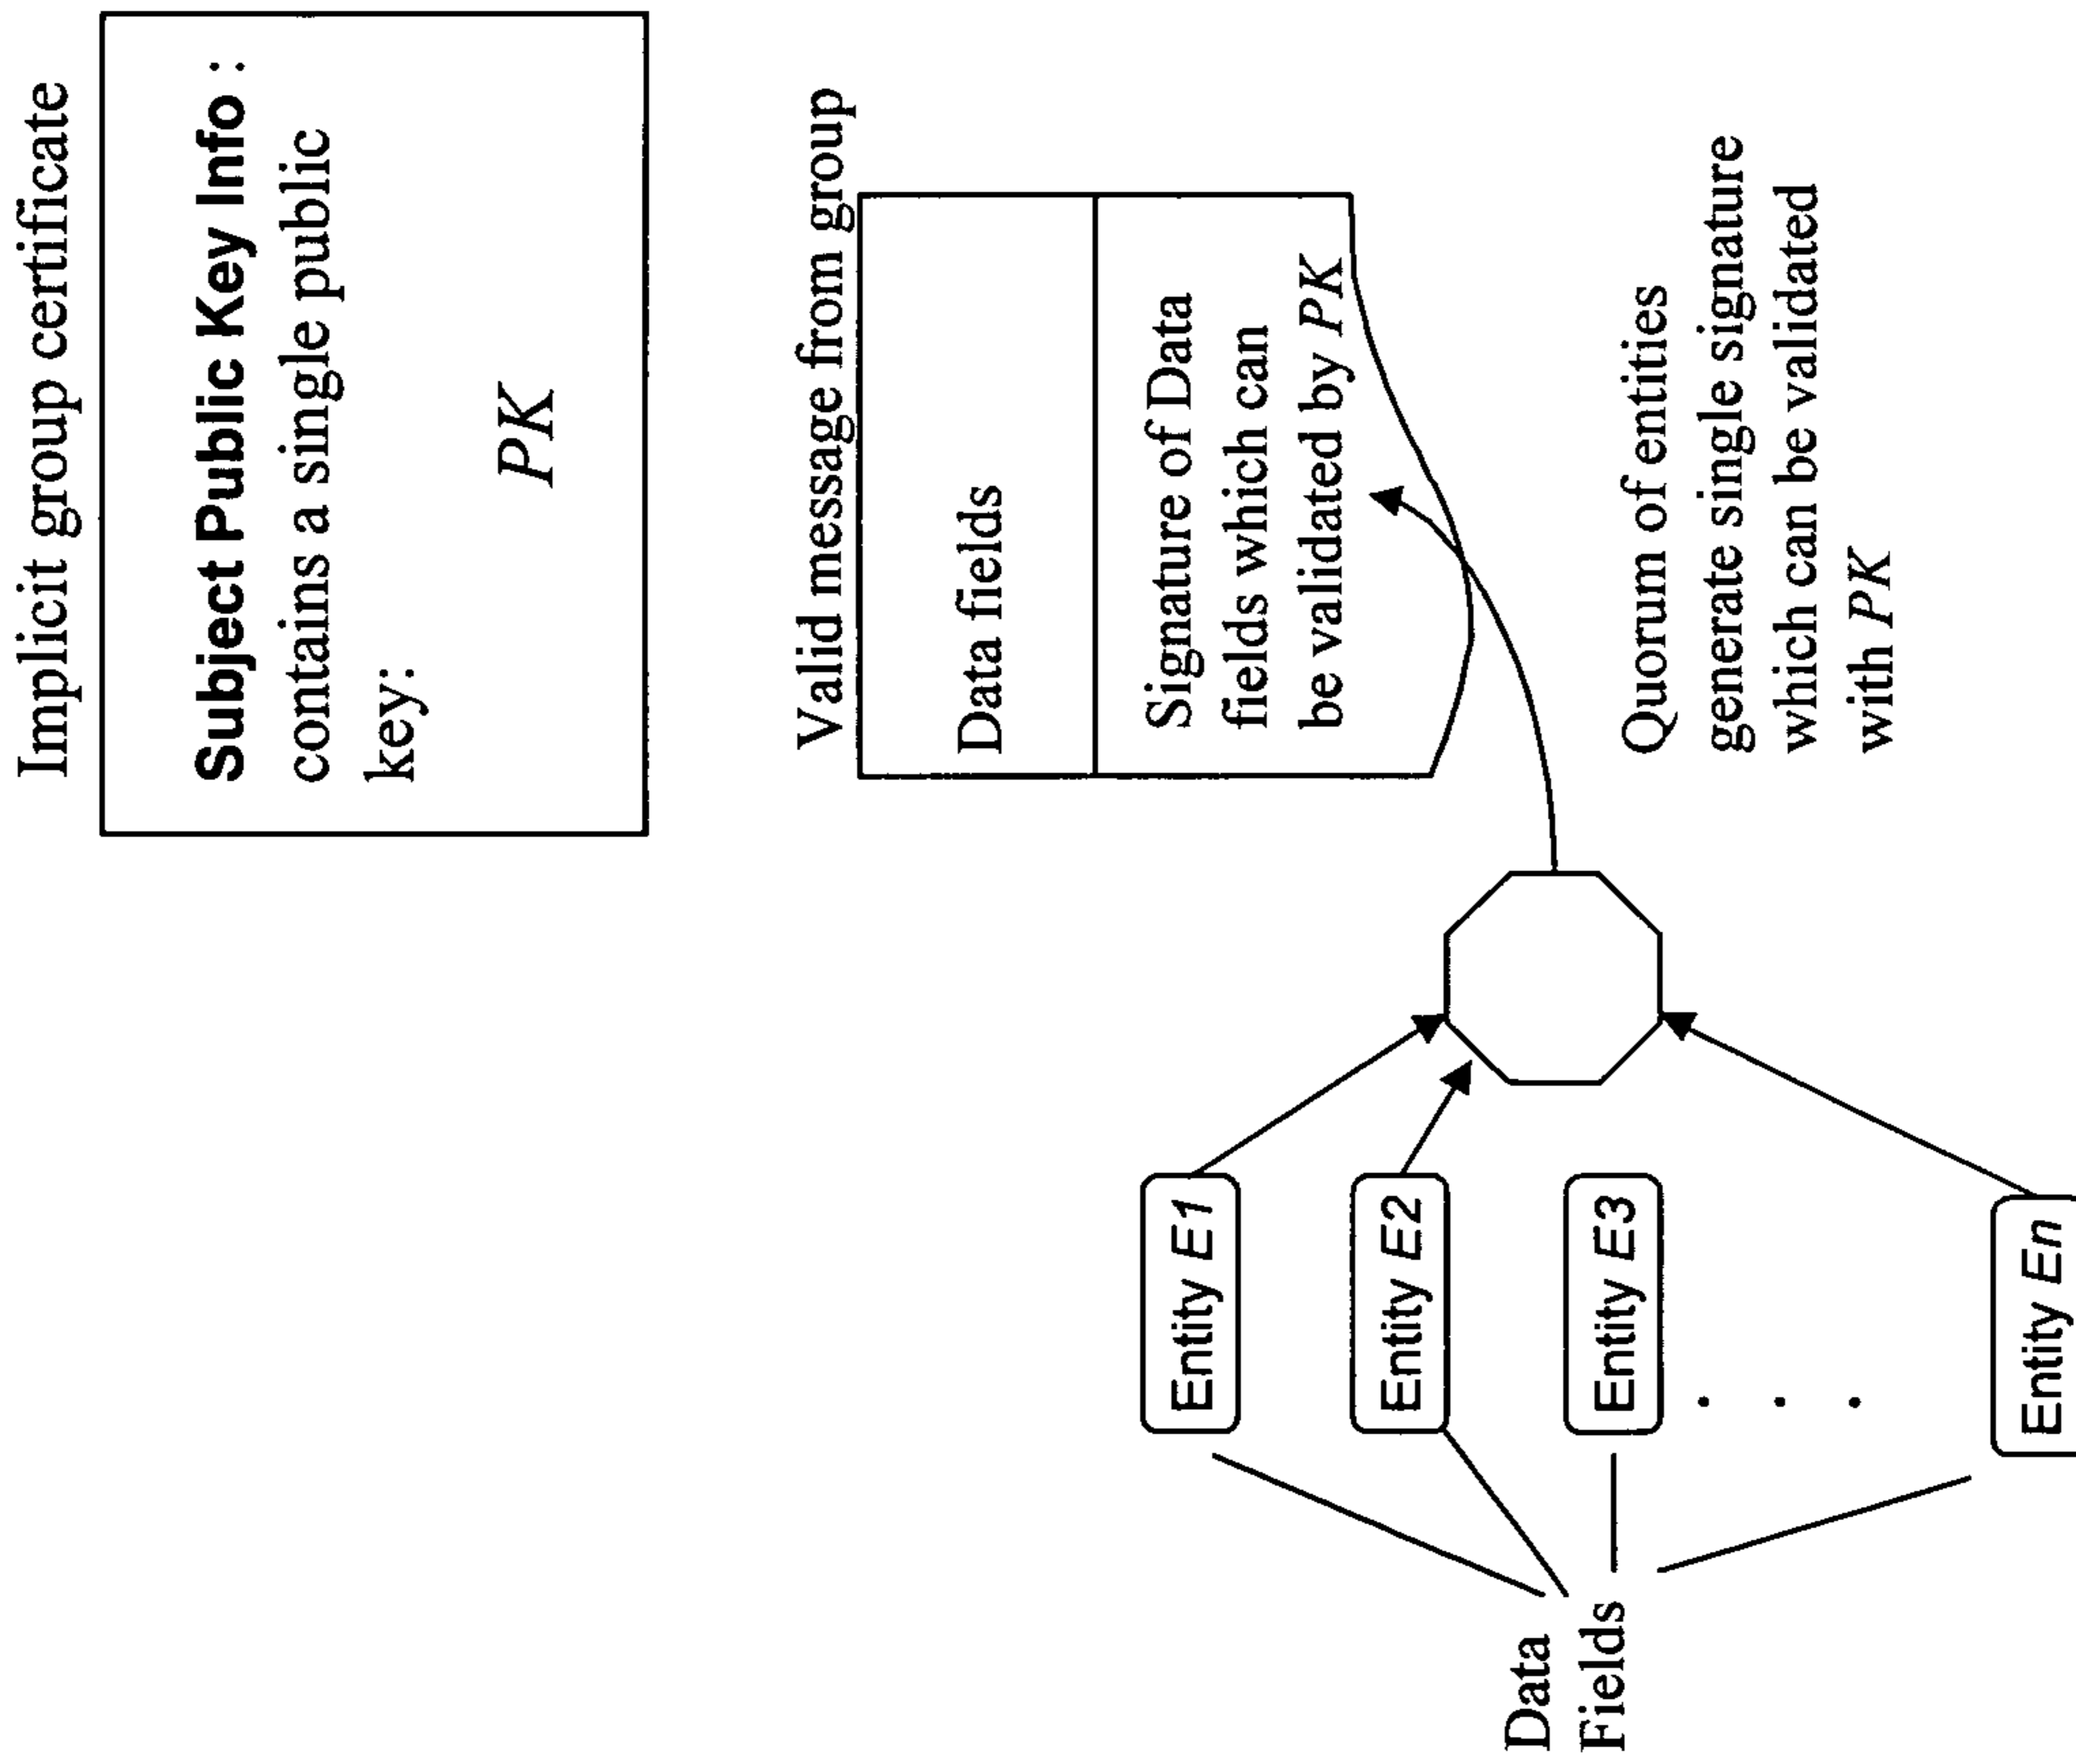 Implicit group certificate
Subject Public Key Info :
contains a single public
key:
PK
Valid message from group
Data fields
Signature of Data
fields which can
be validated by PK
Quorum of entities
generate single signature
which can be validated
with PK
Entity E1
Entity E2
Entity E3
. . .
Entity En
Data
Fields